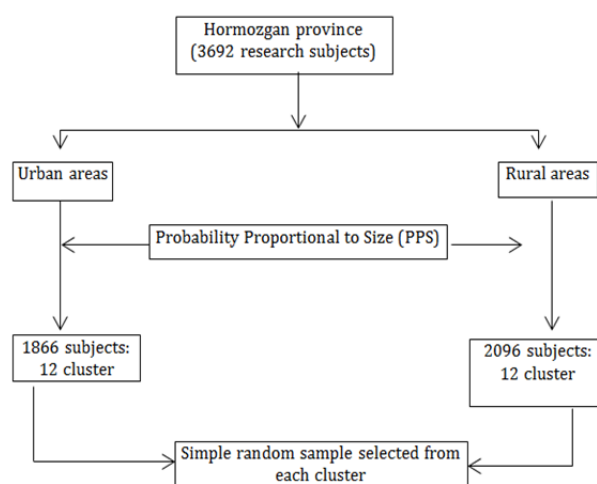 Hormozgan province
(3692 research subjects)
Urban areas
Rural areas
Probability Proportional to Size (PPS)
1866 subjects:
12 cluster
2096 subjects:
12 cluster
Simple random sample selected from
each cluster